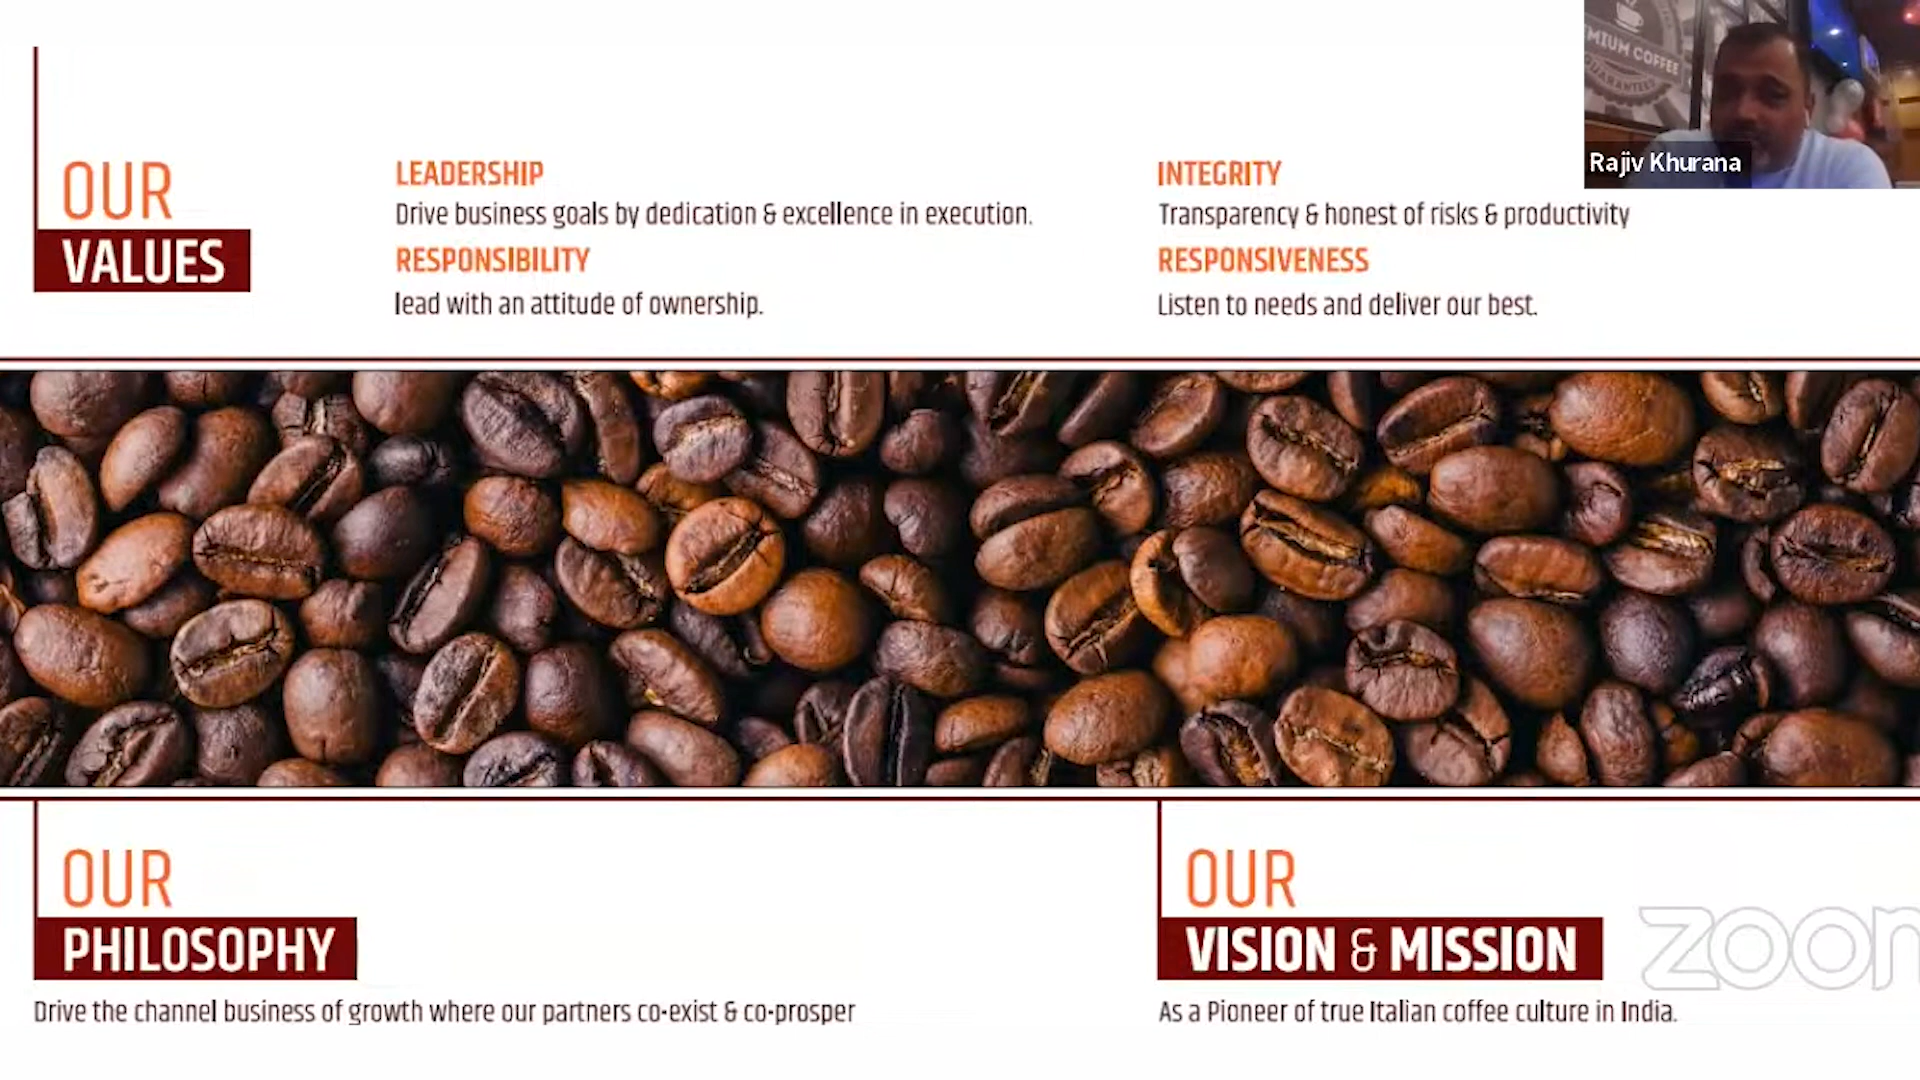 OUR
VALUES
LEADERSHIP
Drive business goals by dedication & excellence in execution.
RESPONSIBILITY
lead with an attitude of ownership.
INTEGRITY
Transparency & honest of risks & productivity
RESPONSIVENESS
Listen to needs and deliver our best.
MIUM COFFEE
Rajiv Khurana
OUR
PHILOSOPHY
Drive the channel business of growth where our partners co-exist & co-prosper
OUR
VISION & MISSION
As a Pioneer of true Italian coffee culture in India.
zoom